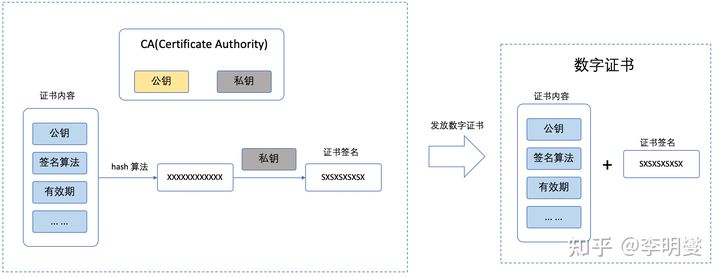 CA(Certificate Authority)
公钥
私钥
证书内容
公钥
签名算法
有效期
... ...
hash 算法
XXXXXXXXXXXX
私钥
证书签名
SXSXSXSXSX
发放数字证书
数字证书
证书内容
公钥
签名算法
有效期
... ...
+
证书签名
SXSXSXSXSX
知乎 @李明燮